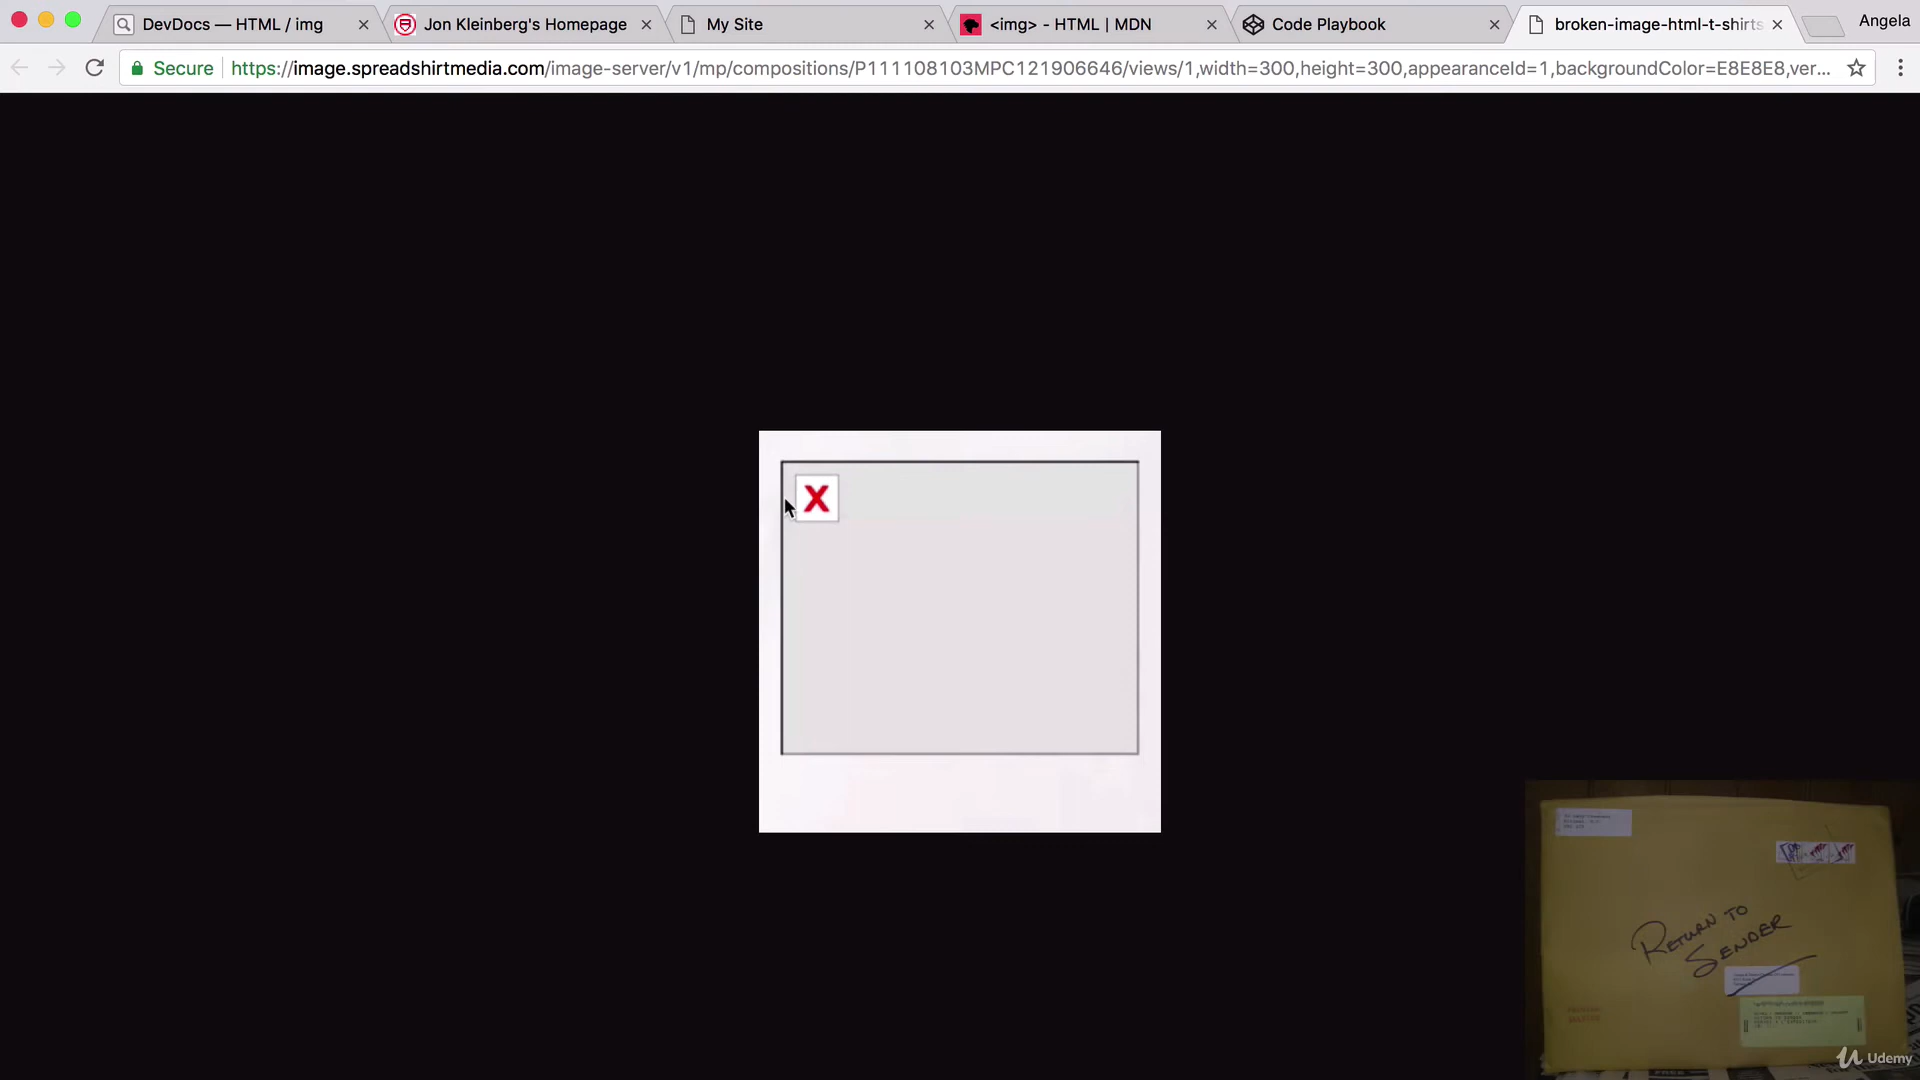 DevDocs — HTML / img
Jon Kleinberg's Homepage
My Site
<img> - HTML | MDN
Code Playbook
broken-image-html-t-shirts
Angela
Secure
https://image.spreadshirtmedia.com/image-server/v1/mp/compositions/P111108103MPC121906646/views/1,width=300,height=300,appearanceId=1,backgroundColor=E8E8E8,ver...
X
RETURN TO
SENDER
FREE
Udemy